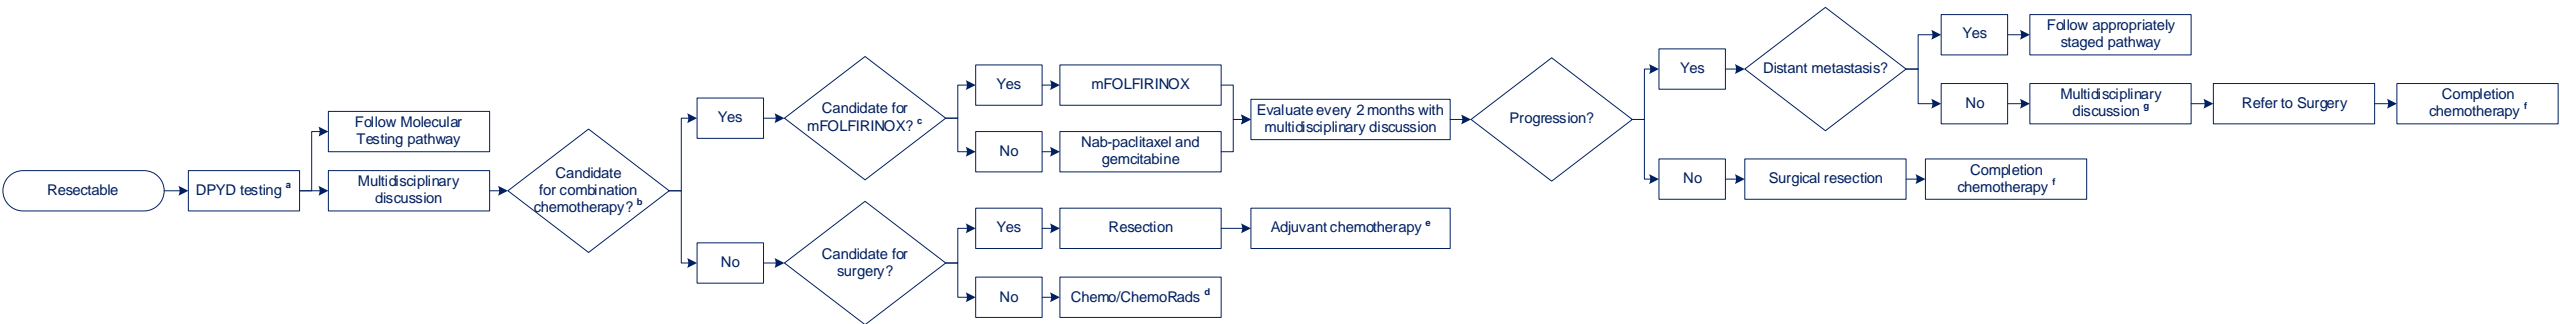 Resectable
DPYD testing a
Follow Molecular
Testing pathway
Multidisciplinary
discussion
Candidate
for combination
chemotherapy? b
Yes
Candidate for
mFOLFIRINOX? c
Yes
mFOLFIRINOX
No
Nab-paclitaxel and
gemcitabine
Evaluate every 2 months with
multidisciplinary discussion
Progression?
Yes
Distant metastasis?
Yes
Follow appropriately
staged pathway
No
Multidisciplinary
discussion g
Refer to Surgery
Completion
chemotherapy f
No
Surgical resection
Completion
chemotherapy f
No
Candidate for
surgery?
Yes
Resection
Adjuvant chemotherapy e
No
Chemo/ChemoRads d